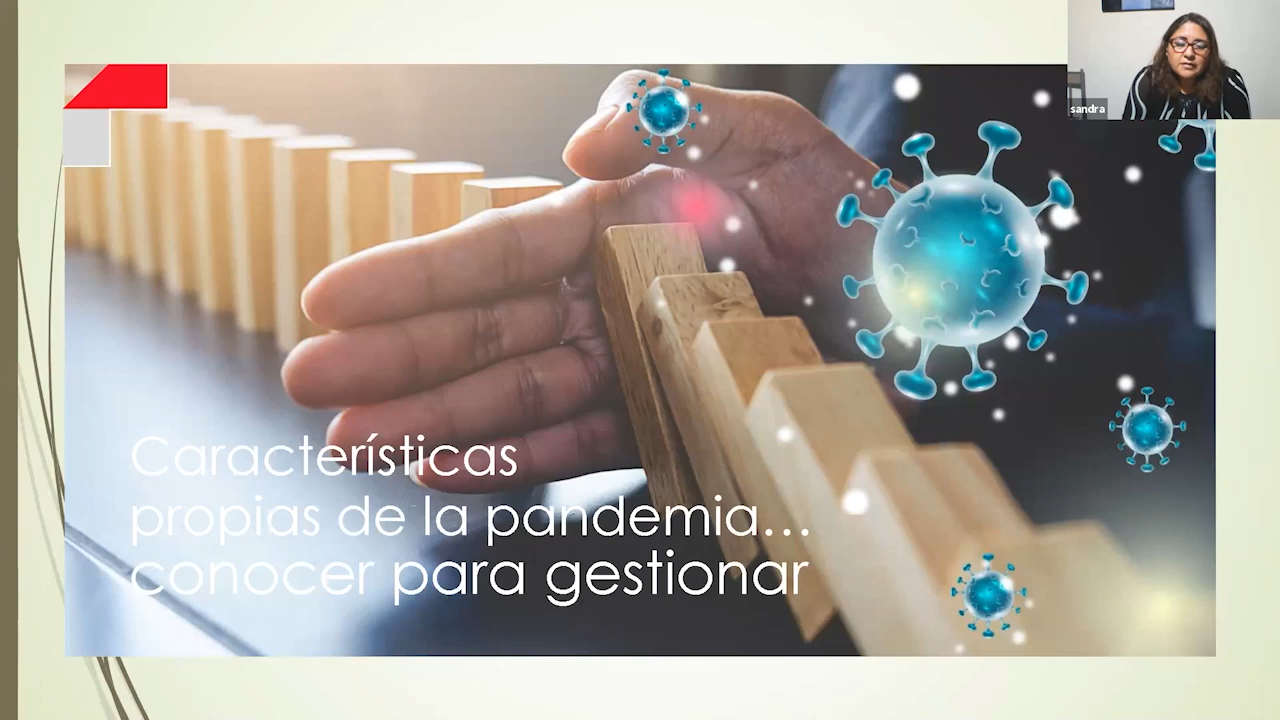 sandra
Características
propias de la pandemia...
conocer para gestionar